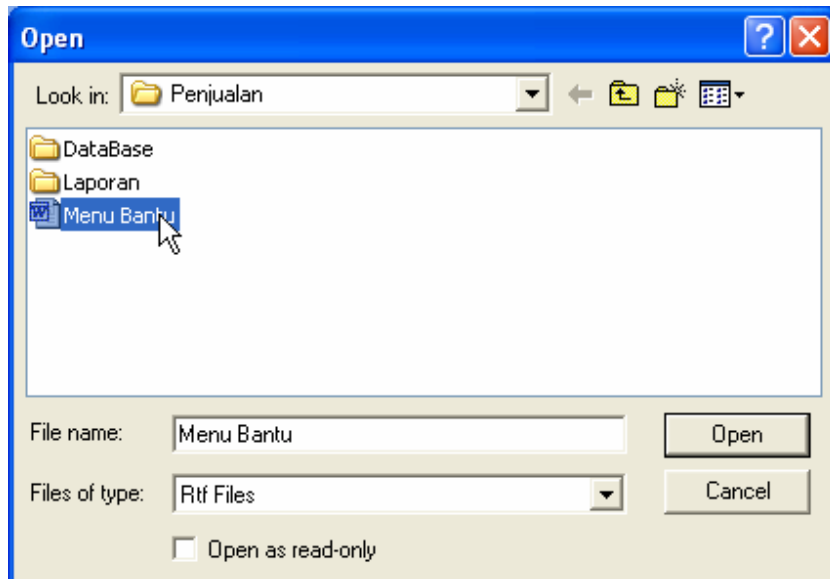 Open
Look in: Penjualan
DataBase
Laporan
Menu Bantu
File name: Menu Bantu Open
Files of type: Rtf Files Cancel
Open as read-only